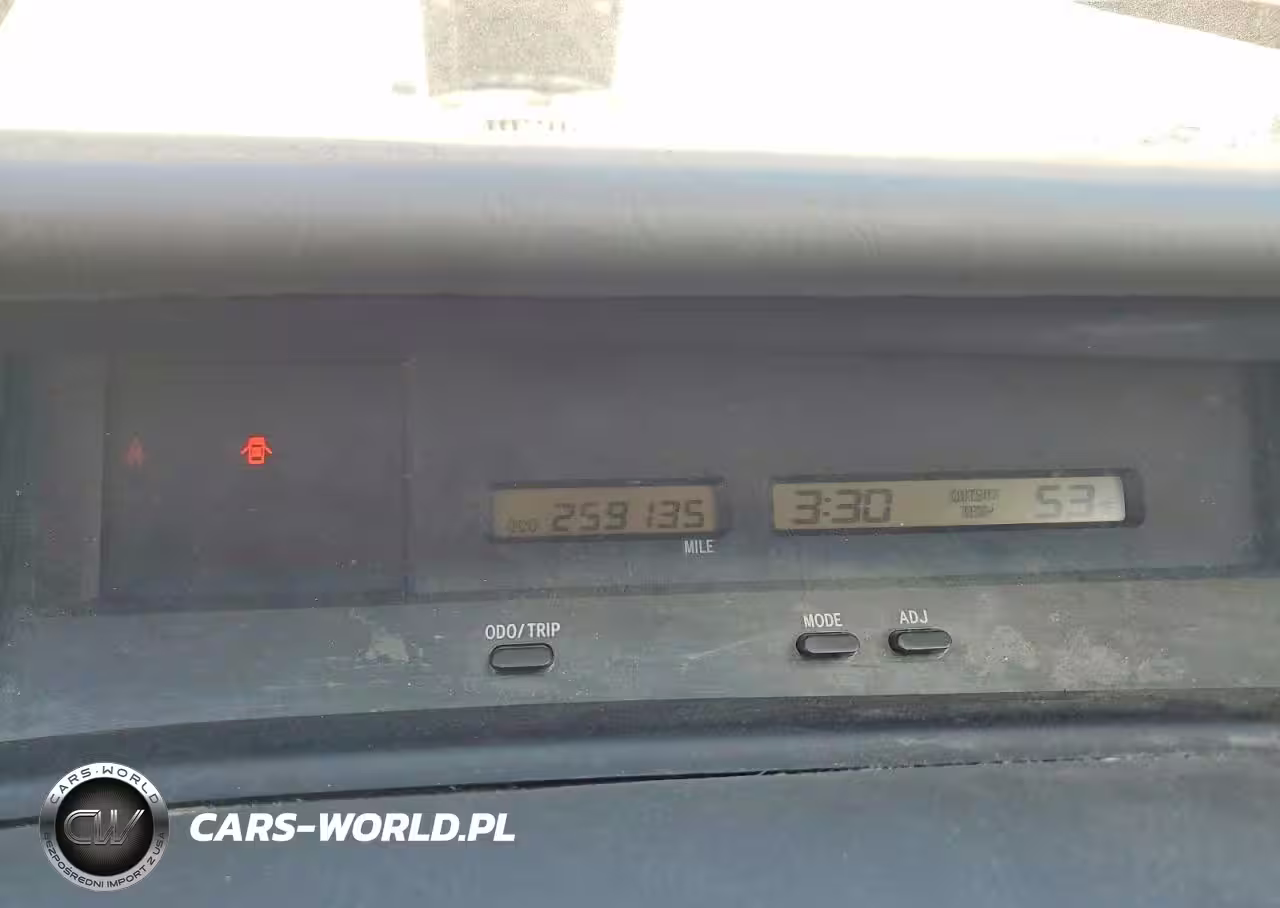 ODO 259135
MILE
3:30
OUTSIDE
TEMP
53
ODO/TRIP
MODE
ADJ
CARS-WORLD
CW
BEZPOŚREDNI IMPORT Z USA
CARS-WORLD.PL